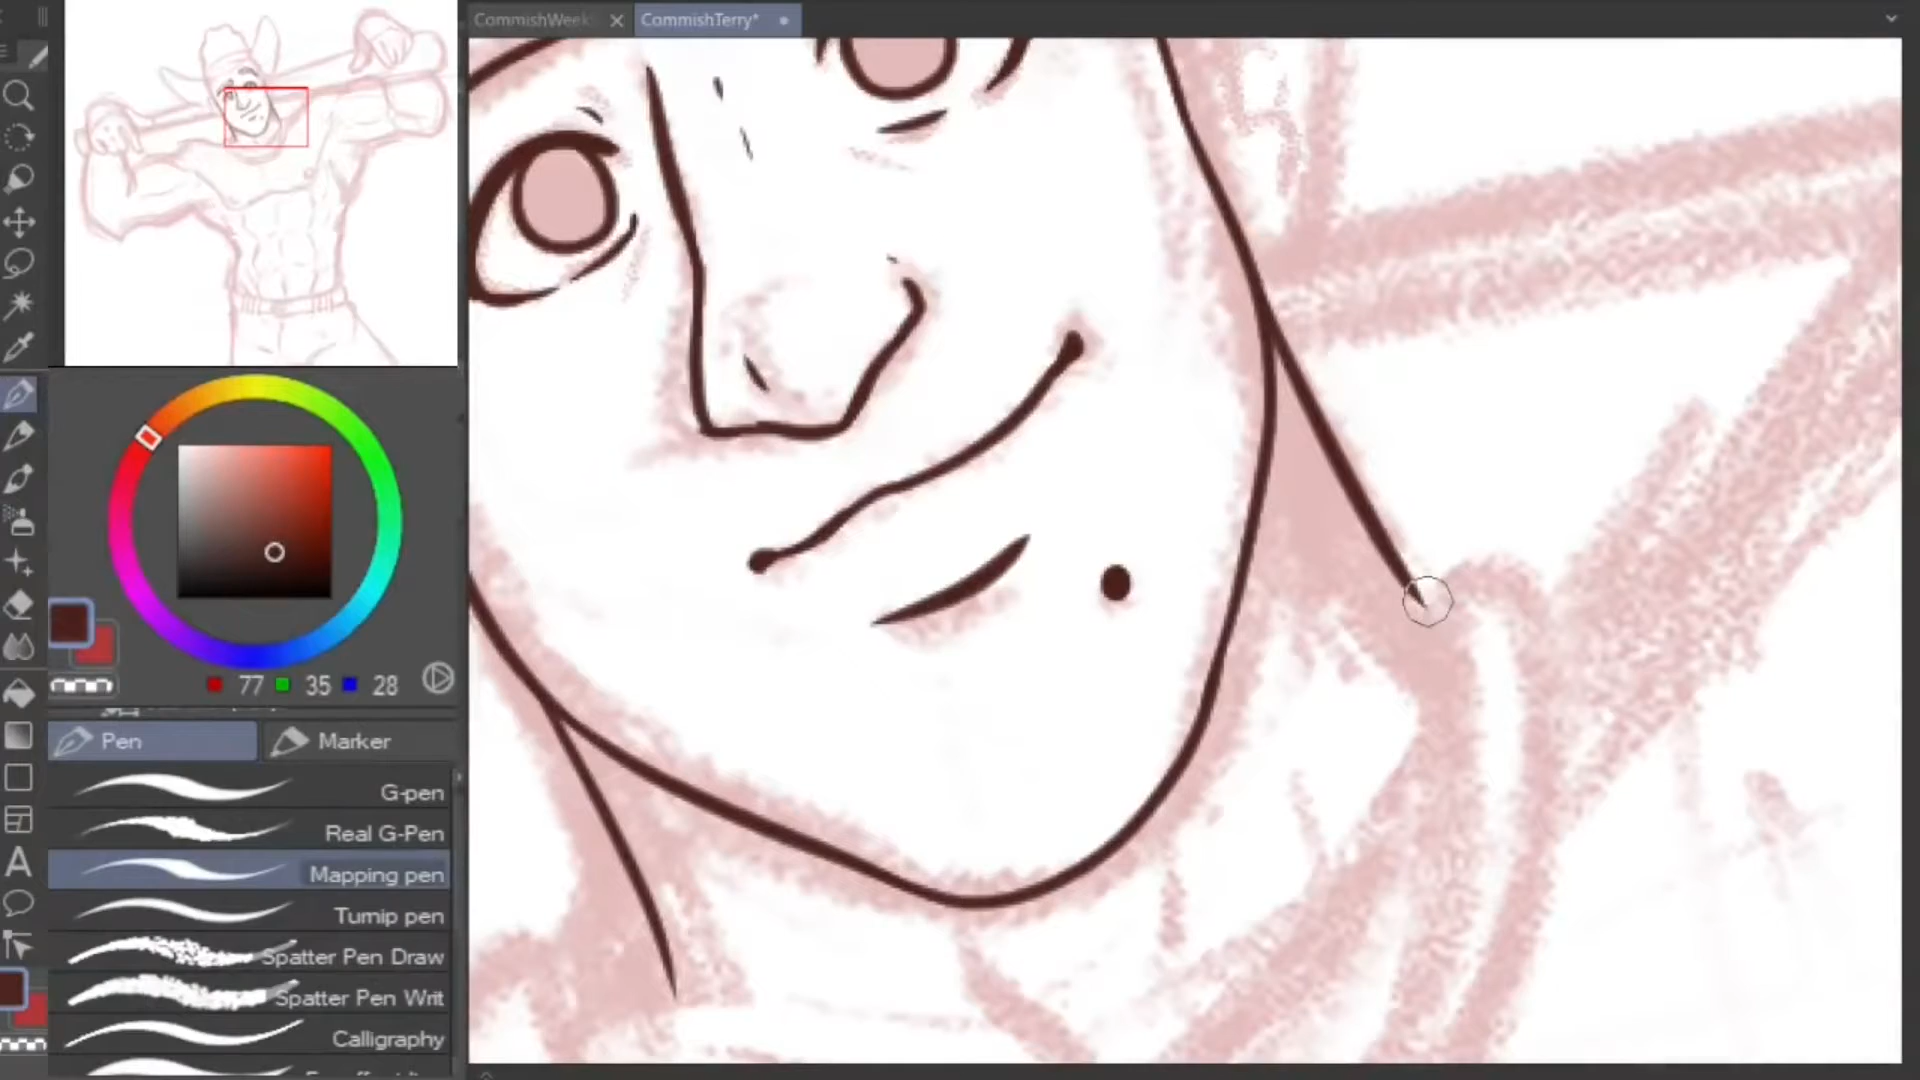 CommishWeek
CommishTerry*
77 35 28
Pen
Marker
G-pen
Real G-Pen
Mapping pen
Turnip pen
Spatter Pen Draw
Spatter Pen Writ
Calligraphy